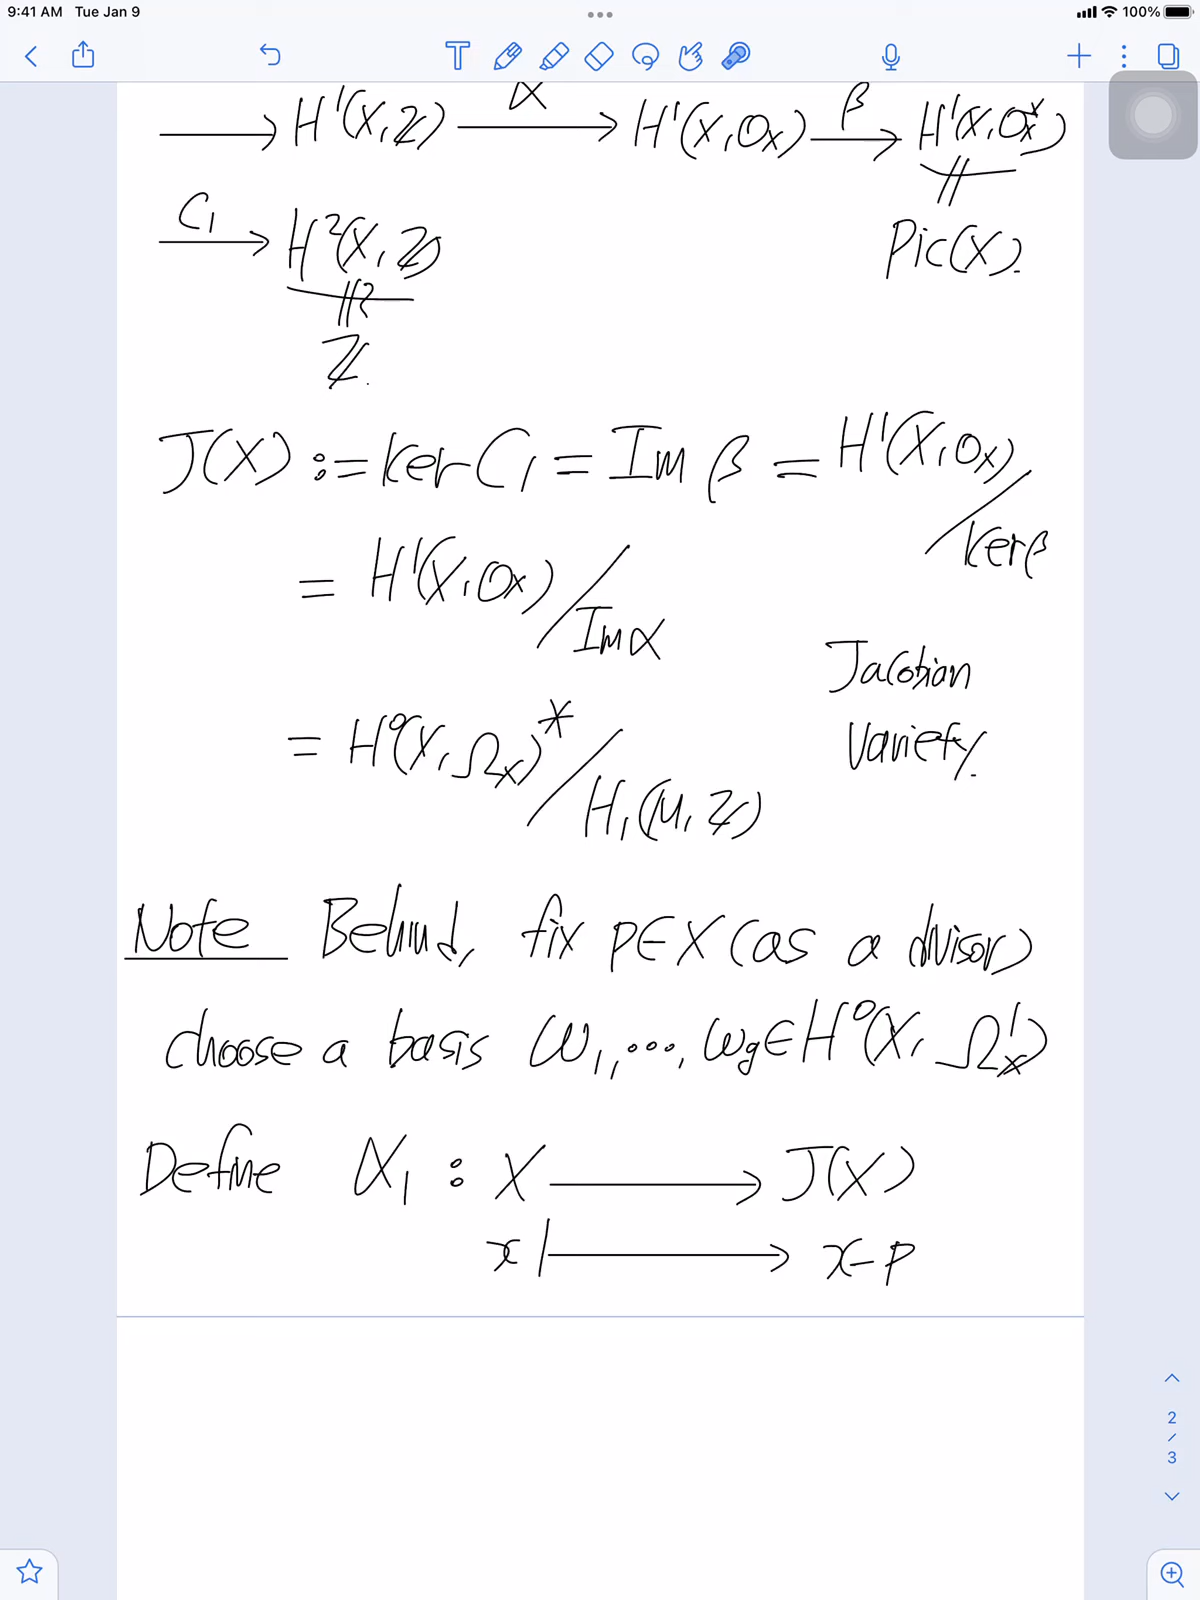 9:41 AM Tue Jan 9
100%
→ H¹(X, ℤ) —α→ H¹(X, O_X) —β→ H¹(X, O_X^*)
=
Pic(X).
—C₁→ H²(X, ℤ)
≅
ℤ.
J(X) := Ker C₁ = Im β = H¹(X, O_X) / Ker β
= H¹(X, O_X) / Im α
Jacobian
Variety.
= H⁰(X, Ω_X)^* / H₁(M, ℤ)
Note Behind, fix p ∈ X (as a divisor)
choose a basis ω₁, ..., ω_g ∈ H⁰(X, Ω_X^1)
Define α₁ : X → J(X)
x ↦ x - p
2
/
3